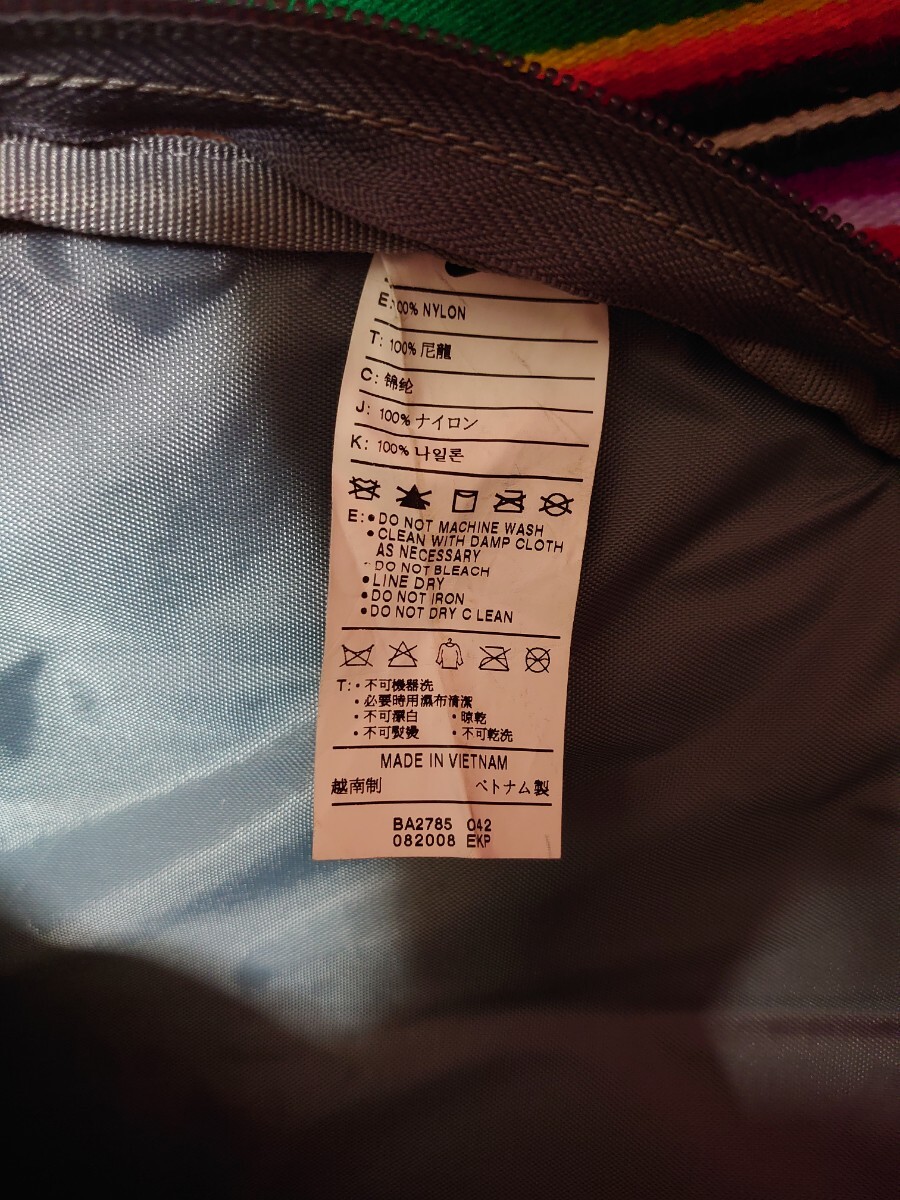 E: 00% NYLON
T: 100% 尼龍
C: 锦纶
J: 100% ナイロン
K: 100% 나일론
E: • DO NOT MACHINE WASH
• CLEAN WITH DAMP CLOTH
AS NECESSARY
- DO NOT BLEACH
• LINE DRY
• DO NOT IRON
• DO NOT DRY CLEAN
T: • 不可機器洗
• 必要時用濕布清潔
• 不可漂白 • 晾乾
• 不可熨燙 • 不可乾洗
MADE IN VIETNAM
越南制 ベトナム製
BA2785 042
082008 EKP